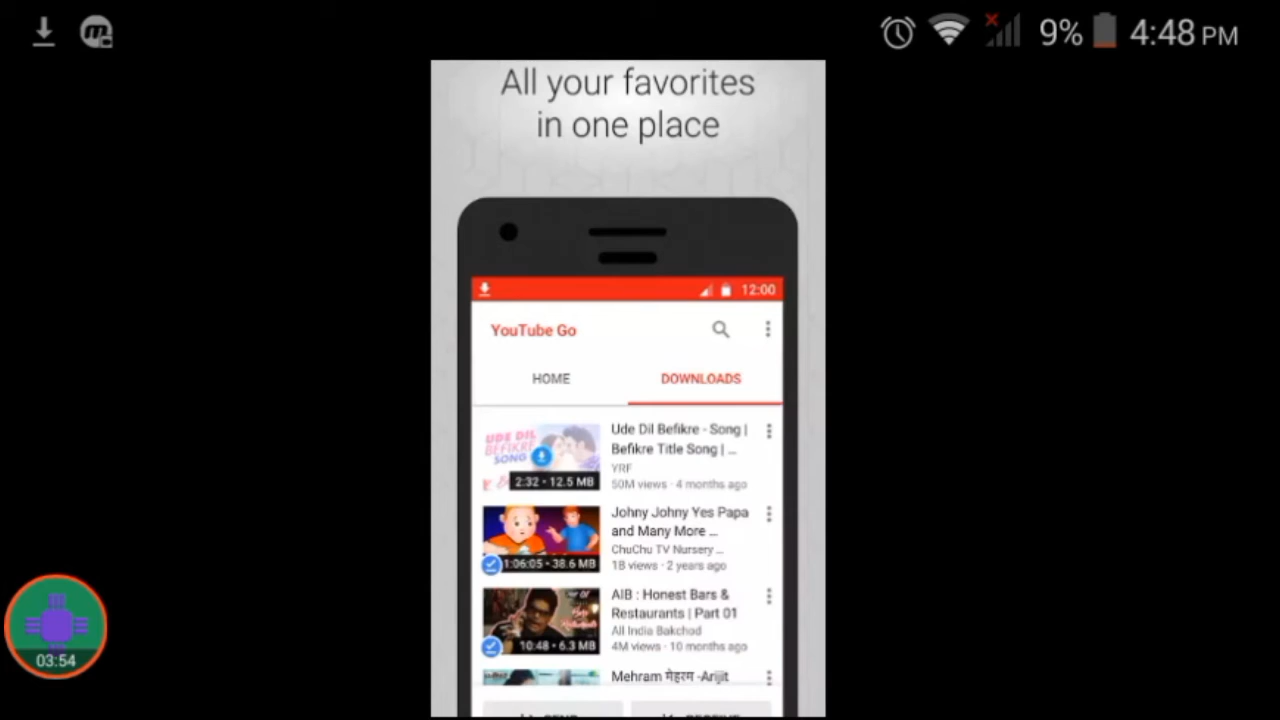 9% 4:48 PM
All your favorites
in one place
12:00
YouTube Go
HOME DOWNLOADS
UDE DIL
BEFIKRE
SONG
2:32 • 12.5 MB
Ude Dil Befikre - Song |
Befikre Title Song | ...
YRF
50M views · 4 months ago
1:06:05 • 38.6 MB
Johny Johny Yes Papa
and Many More ...
ChuChu TV Nursery ...
1B views · 2 years ago
10:48 • 6.3 MB
AIB : Honest Bars &
Restaurants | Part 01
All India Bakchod
4M views · 10 months ago
Mehram मेहरम -Arijit
03:54